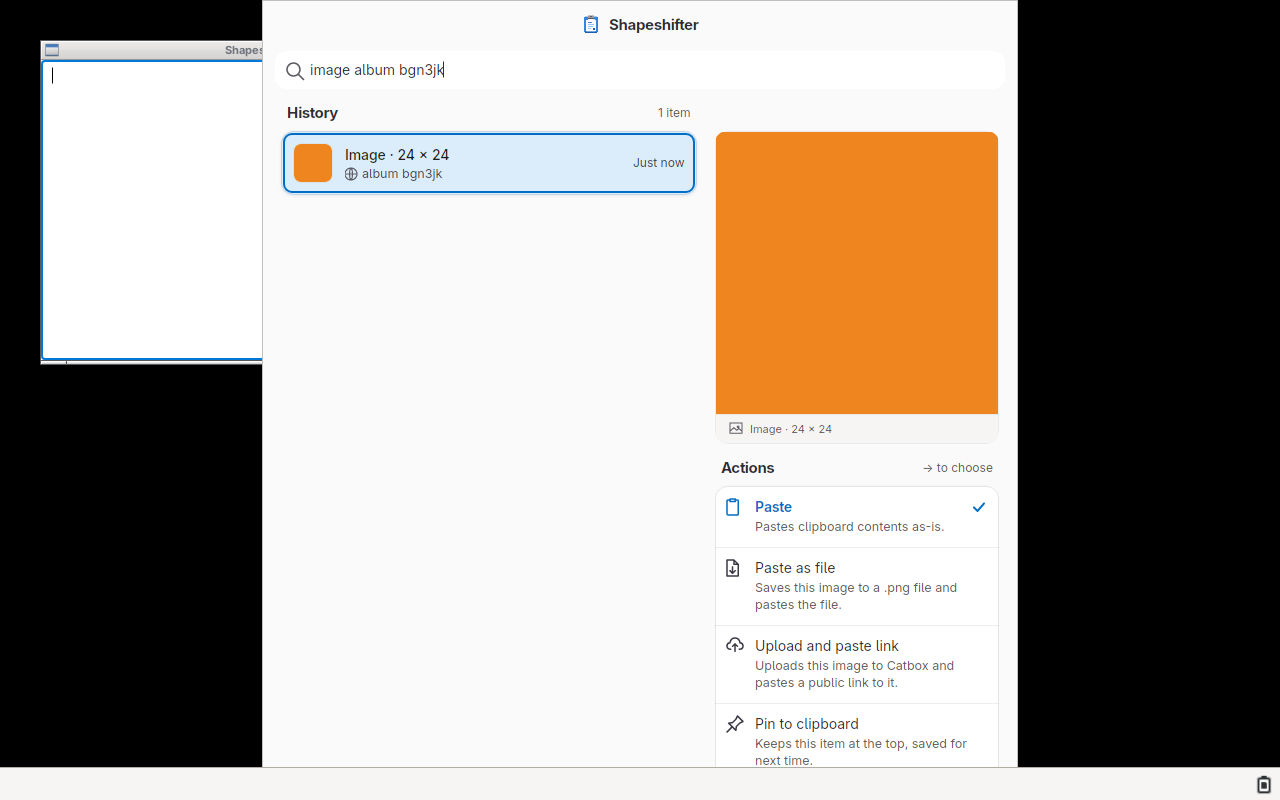 Shapeshifter
Shapes
image album bgn3jk
History
1 item
Image · 24 × 24
album bgn3jk
Just now
Image · 24 × 24
Actions
→ to choose
Paste
Pastes clipboard contents as-is.
Paste as file
Saves this image to a .png file and
pastes the file.
Upload and paste link
Uploads this image to Catbox and
pastes a public link to it.
Pin to clipboard
Keeps this item at the top, saved for
next time.